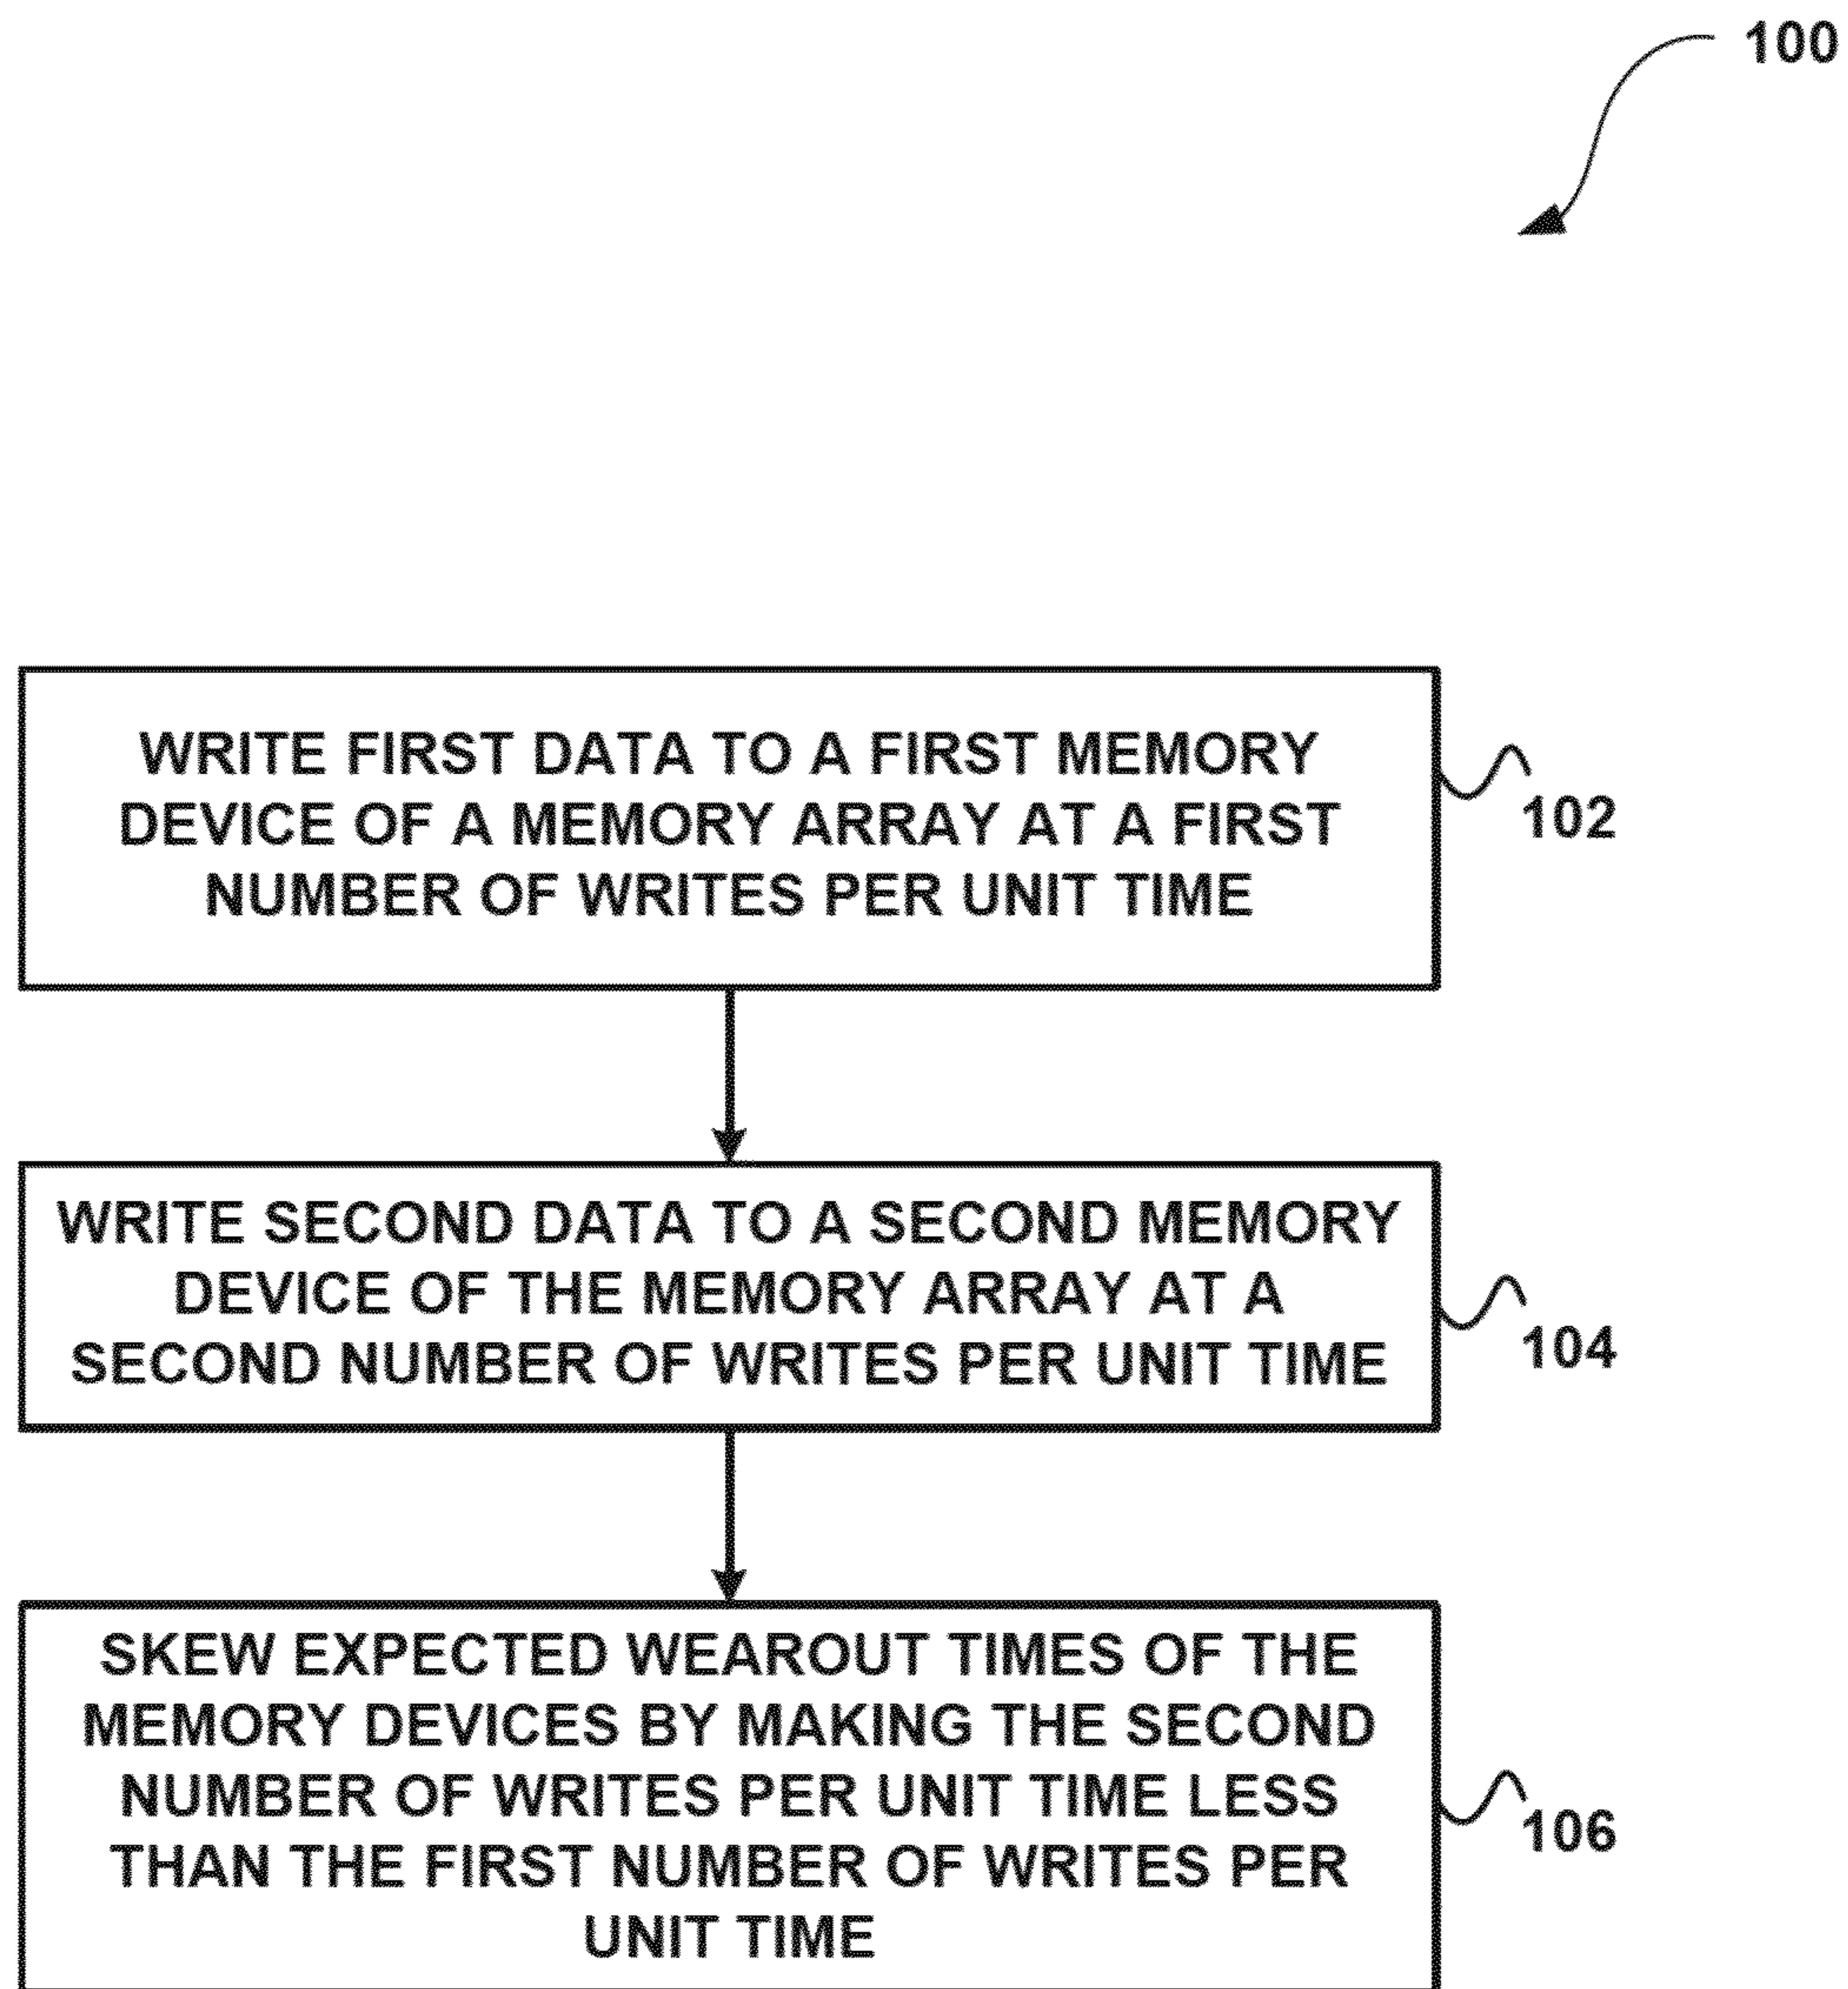 100
WRITE FIRST DATA TO A FIRST MEMORY
DEVICE OF A MEMORY ARRAY AT A FIRST
NUMBER OF WRITES PER UNIT TIME
102
WRITE SECOND DATA TO A SECOND MEMORY
DEVICE OF THE MEMORY ARRAY AT A
SECOND NUMBER OF WRITES PER UNIT TIME
104
SKEW EXPECTED WEAROUT TIMES OF THE
MEMORY DEVICES BY MAKING THE SECOND
NUMBER OF WRITES PER UNIT TIME LESS
THAN THE FIRST NUMBER OF WRITES PER
UNIT TIME
106